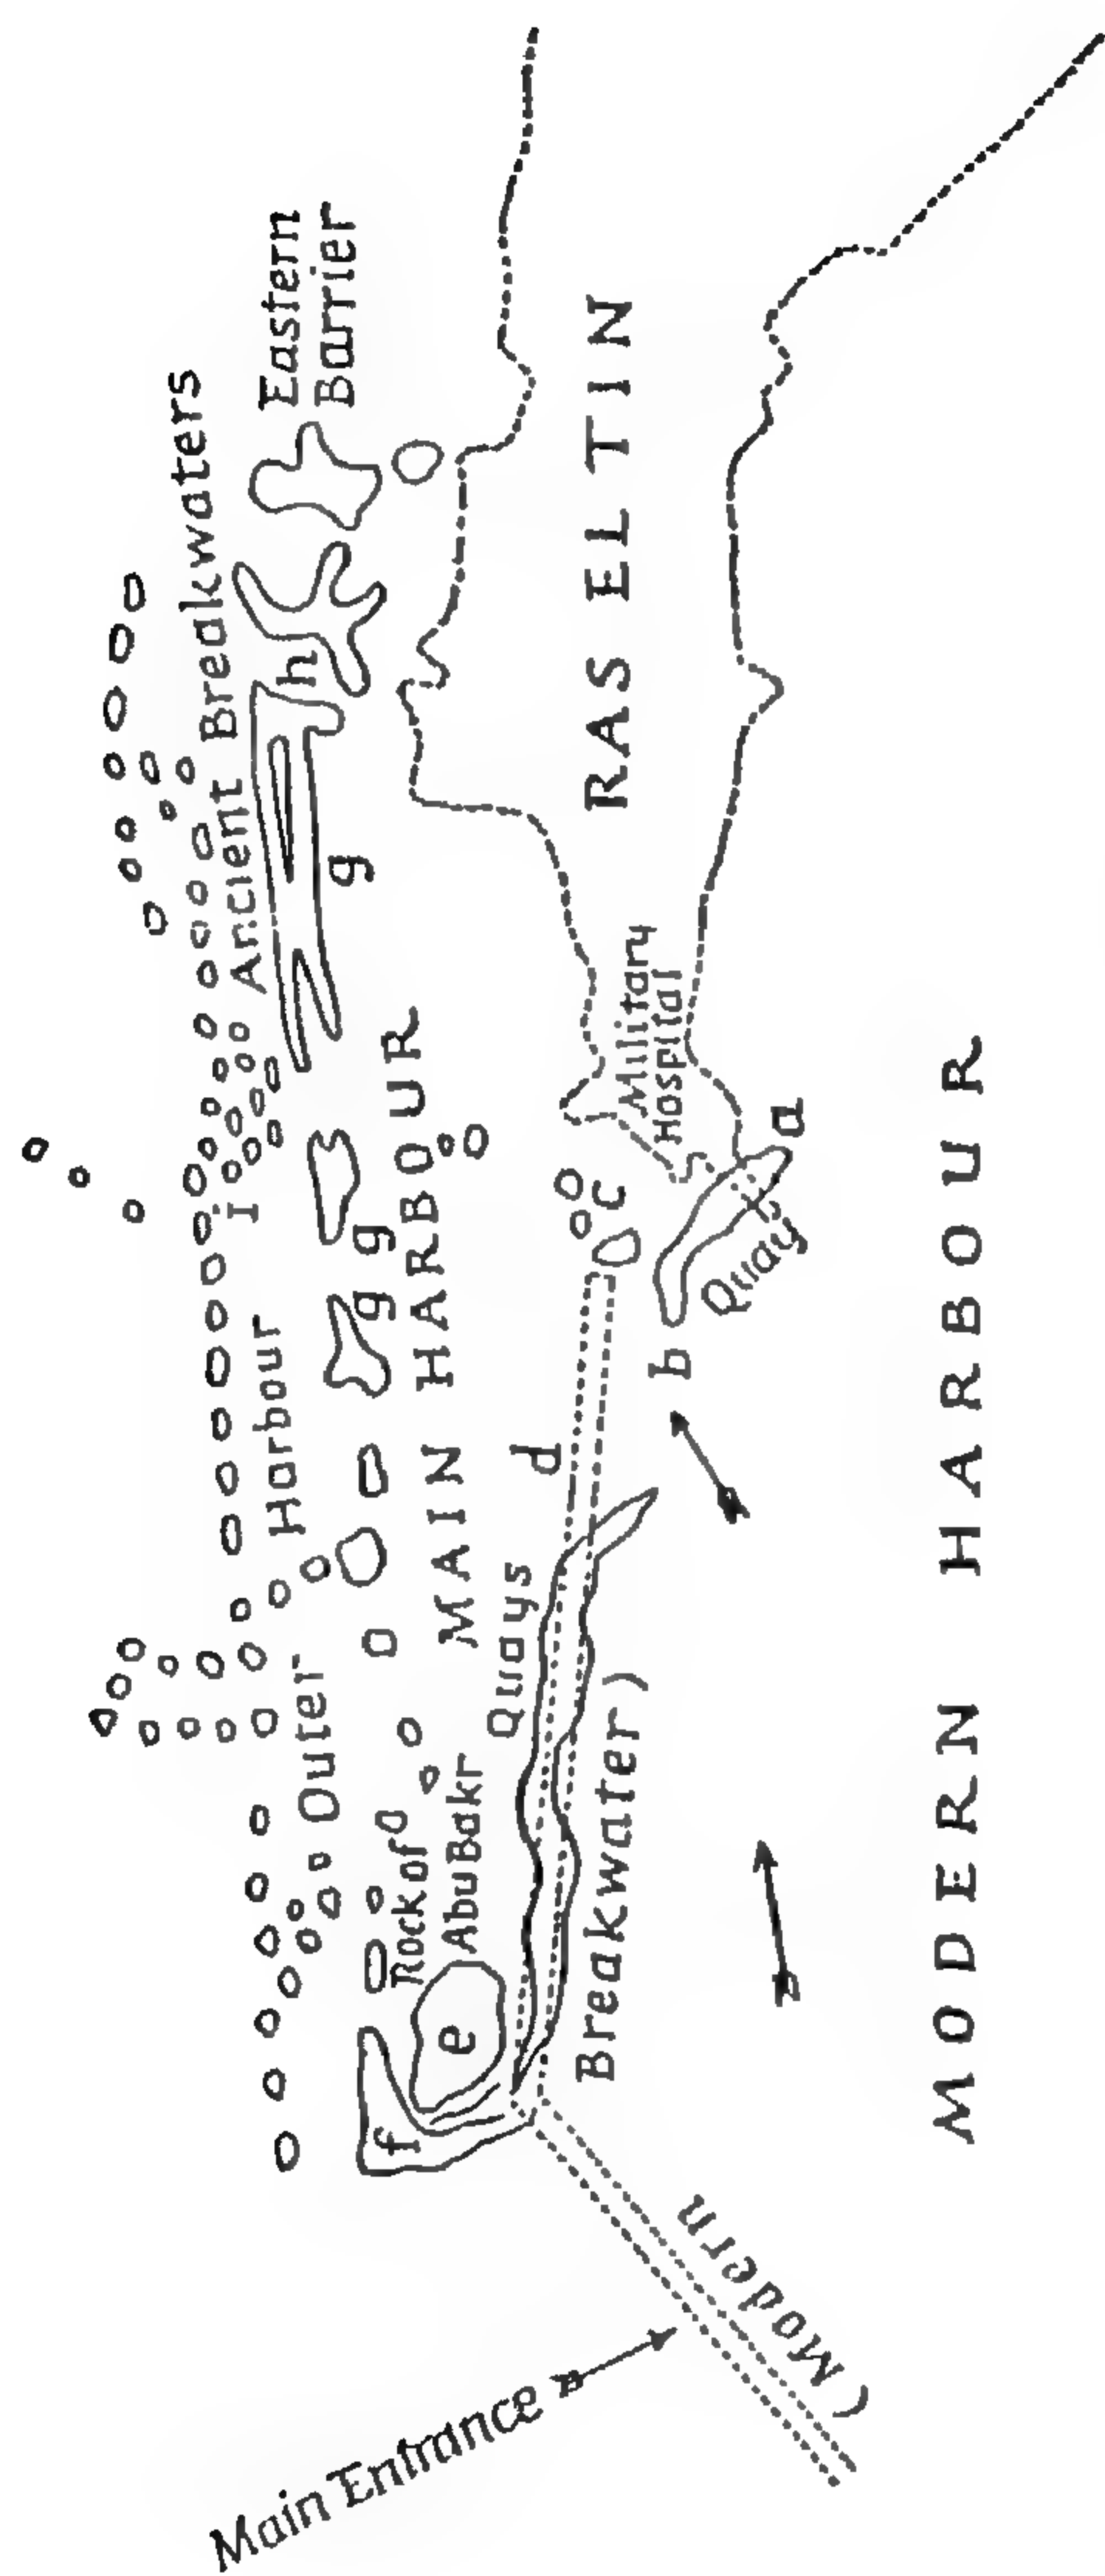 Ancient Breakwaters
Eastern
Barrier
h
g
i
Outer Harbour
g
g
MAIN HARBOUR
f
e
Rock of
Abu Bakr
Quays
d
c
Military
Hospital
RAS EL TIN
a
Quay
b
Main Entrance
(Modern
Breakwater)
MODERN HARBOUR